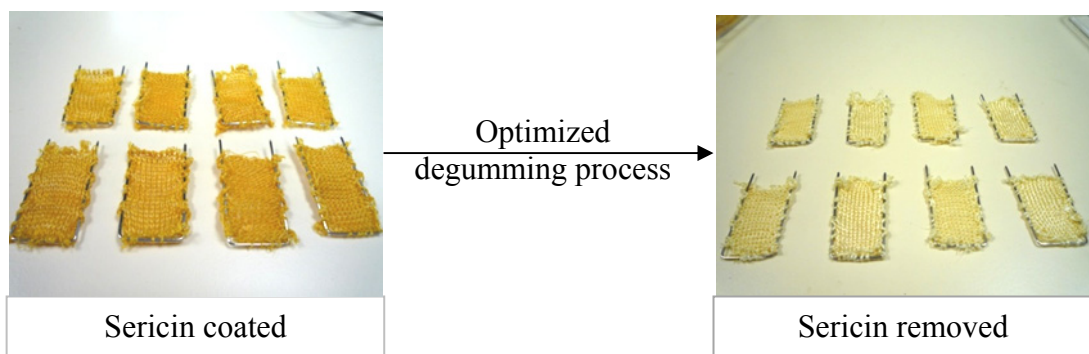 Optimized
degumming process
Sericin coated
Sericin removed